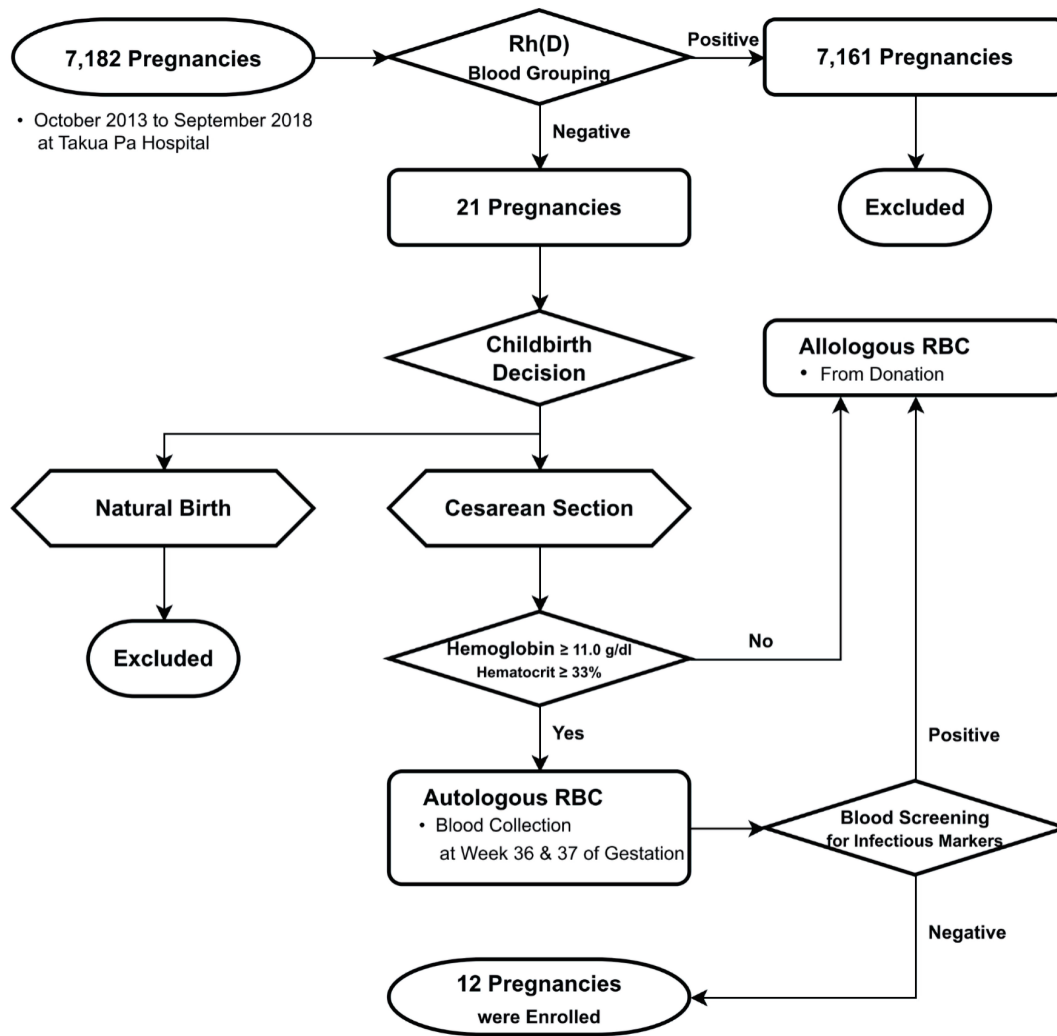 7,182 Pregnancies
• October 2013 to September 2018
at Takua Pa Hospital
Rh(D)
Blood Grouping
Positive
7,161 Pregnancies
Excluded
Negative
21 Pregnancies
Childbirth
Decision
Allologous RBC
• From Donation
Natural Birth
Cesarean Section
Excluded
Hemoglobin ≥ 11.0 g/dl
Hematocrit ≥ 33%
No
Yes
Autologous RBC
• Blood Collection
at Week 36 & 37 of Gestation
Positive
Blood Screening
for Infectious Markers
Negative
12 Pregnancies
were Enrolled